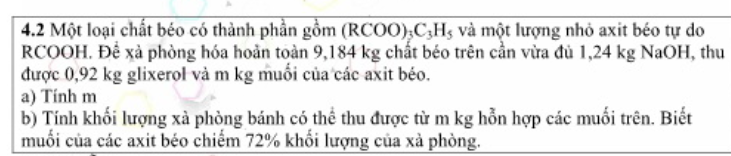 4.2 Một loại chất béo có thành phần gồm (RCOO)₃C₃H₅ và một lượng nhỏ axit béo tự do
RCOOH. Để xà phòng hóa hoàn toàn 9,184 kg chất béo trên cần vừa đủ 1,24 kg NaOH, thu
được 0,92 kg glixerol và m kg muối của các axit béo.
a) Tính m
b) Tính khối lượng xà phòng bánh có thể thu được từ m kg hỗn hợp các muối trên. Biết
muối của các axit béo chiếm 72% khối lượng của xà phòng.